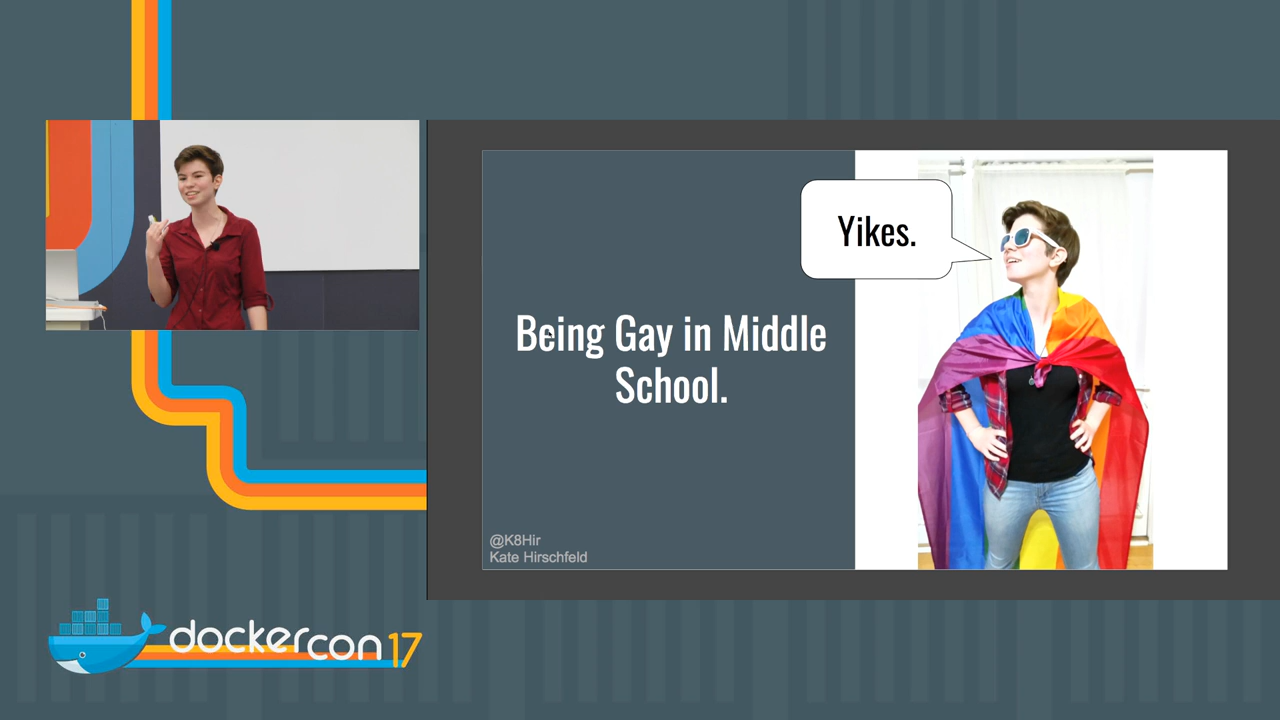 Yikes.
Being Gay in Middle
School.
@K8Hir
Kate Hirschfeld
dockercon 17